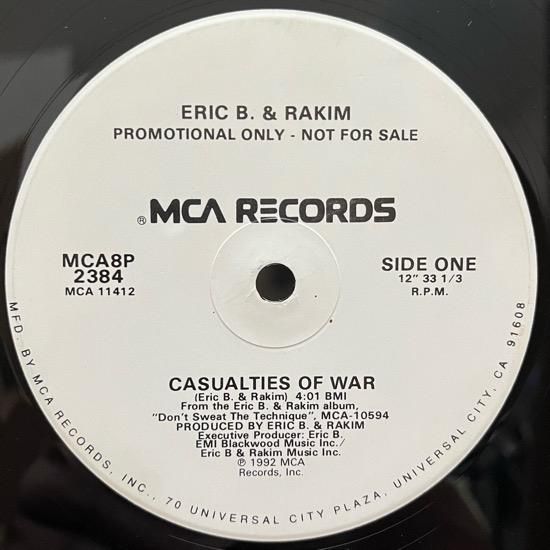 ERIC B. & RAKIM
PROMOTIONAL ONLY - NOT FOR SALE
® MCA RECORDS
MCA8P
2384
MCA 11412
SIDE ONE
12" 33 1/3
R.P.M.
CASUALTIES OF WAR
(Eric B. & Rakim) 4:01 BMI
From the Eric B. & Rakim album,
"Don't Sweat The Technique", MCA-10594
PRODUCED BY ERIC B. & RAKIM
Executive Producer: Eric B.
EMI Blackwood Music Inc./
Eric B & Rakim Music Inc.
℗ 1992 MCA
Records, Inc.
MFD. BY MCA RECORDS, INC., 70 UNIVERSAL CITY PLAZA, UNIVERSAL CITY, CA 91608